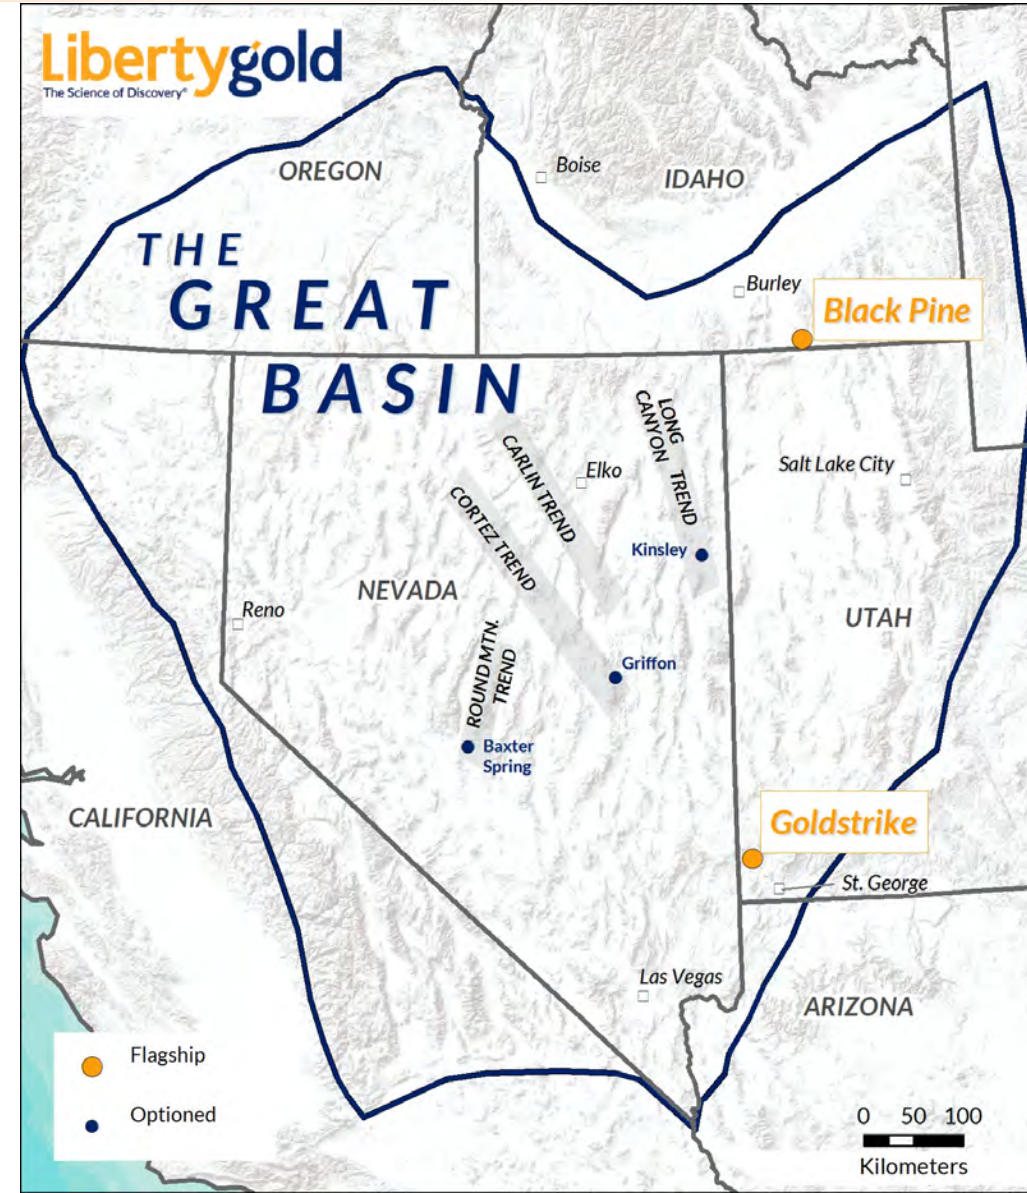 Libertygold
The Science of Discovery®
OREGON
Boise
IDAHO
THE
GREAT
BASIN
Burley
Black Pine
LONG
CANYON TREND
CARLIN TREND
Elko
Salt Lake City
CORTEZ TREND
Kinsley
NEVADA
Reno
UTAH
ROUND MTN.
TREND
Griffon
Baxter
Spring
CALIFORNIA
Goldstrike
St. George
Las Vegas
ARIZONA
Flagship
Optioned
0 50 100
Kilometers